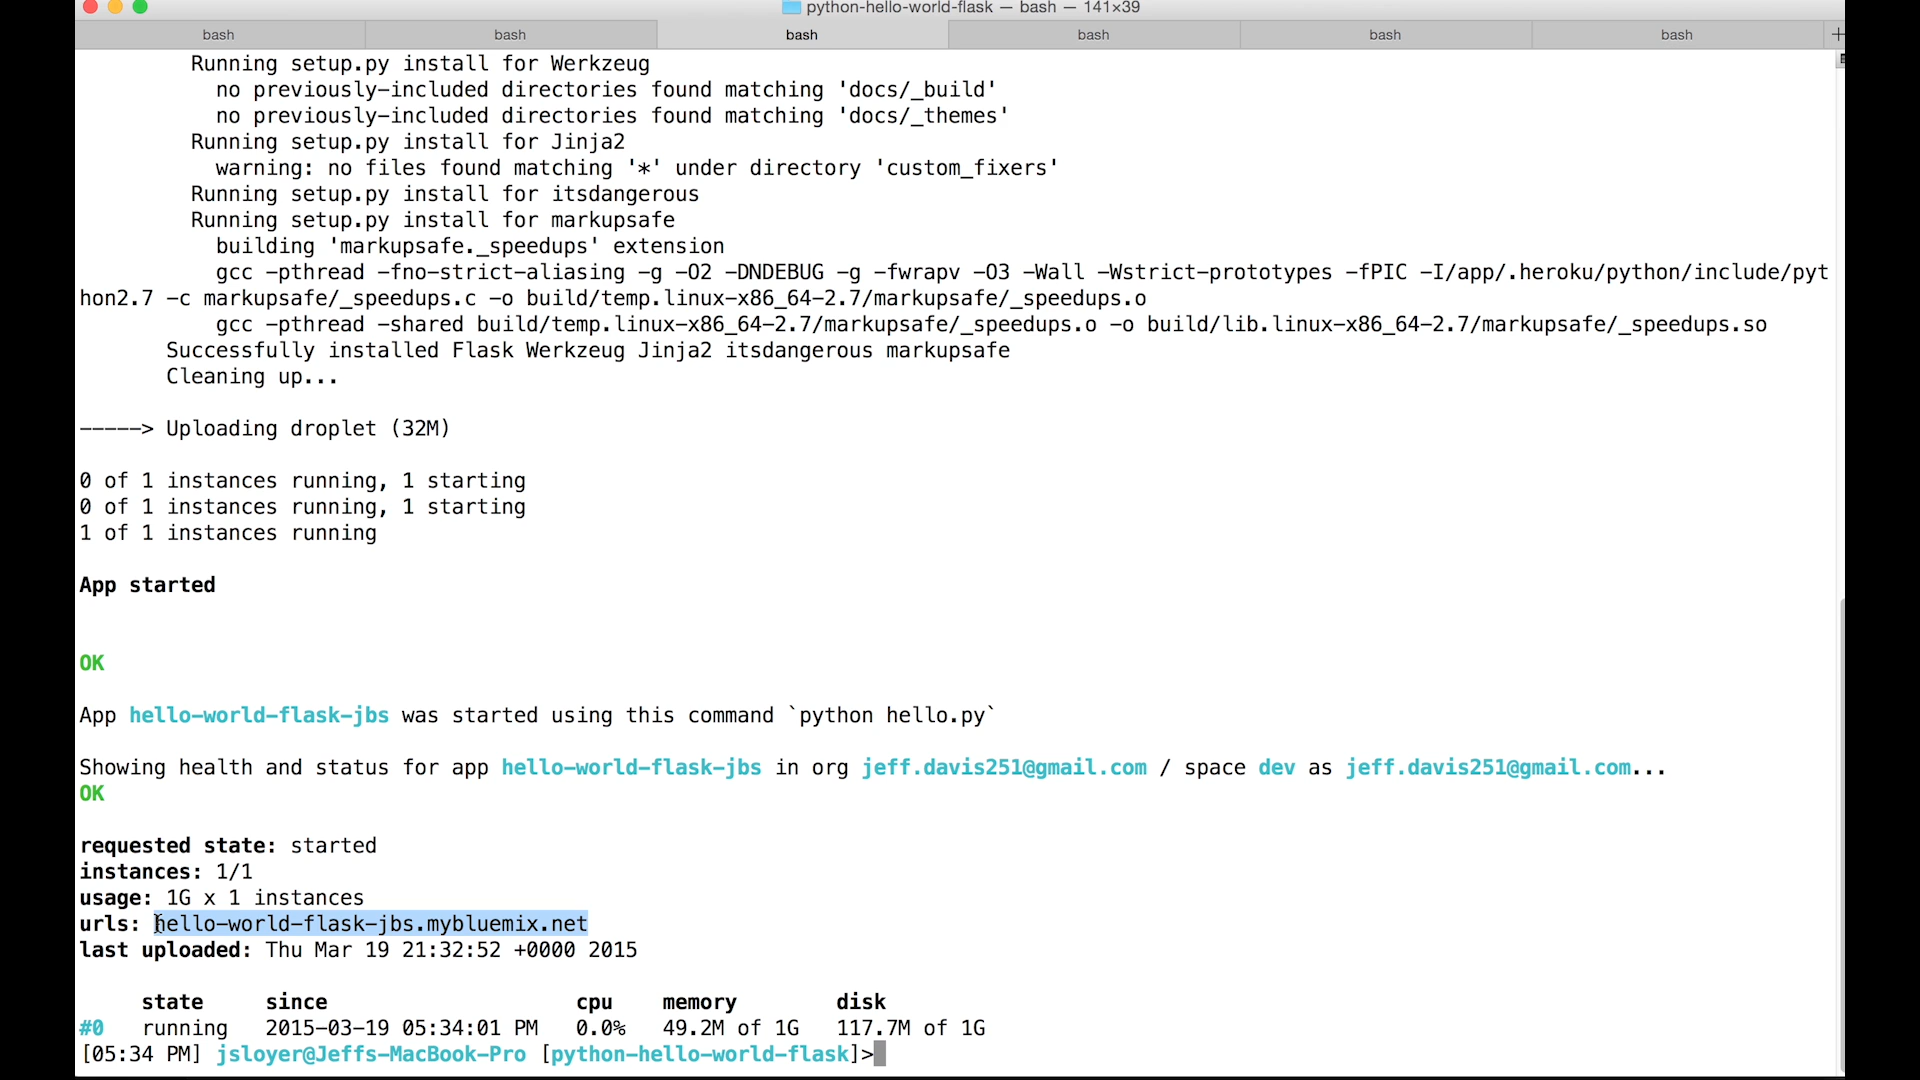 python-hello-world-flask — bash — 141×39
bash bash bash bash bash bash +
Running setup.py install for Werkzeug
no previously-included directories found matching 'docs/_build'
no previously-included directories found matching 'docs/_themes'
Running setup.py install for Jinja2
warning: no files found matching '*' under directory 'custom_fixers'
Running setup.py install for itsdangerous
Running setup.py install for markupsafe
building 'markupsafe._speedups' extension
gcc -pthread -fno-strict-aliasing -g -O2 -DNDEBUG -g -fwrapv -O3 -Wall -Wstrict-prototypes -fPIC -I/app/.heroku/python/include/pyt
hon2.7 -c markupsafe/_speedups.c -o build/temp.linux-x86_64-2.7/markupsafe/_speedups.o
gcc -pthread -shared build/temp.linux-x86_64-2.7/markupsafe/_speedups.o -o build/lib.linux-x86_64-2.7/markupsafe/_speedups.so
Successfully installed Flask Werkzeug Jinja2 itsdangerous markupsafe
Cleaning up...
-----> Uploading droplet (32M)
0 of 1 instances running, 1 starting
0 of 1 instances running, 1 starting
1 of 1 instances running
App started
OK
App hello-world-flask-jbs was started using this command `python hello.py`
Showing health and status for app hello-world-flask-jbs in org jeff.davis251@gmail.com / space dev as jeff.davis251@gmail.com...
OK
requested state: started
instances: 1/1
usage: 1G x 1 instances
urls: hello-world-flask-jbs.mybluemix.net
last uploaded: Thu Mar 19 21:32:52 +0000 2015
state since cpu memory disk
#0 running 2015-03-19 05:34:01 PM 0.0% 49.2M of 1G 117.7M of 1G
[05:34 PM] jsloyer@Jeffs-MacBook-Pro [python-hello-world-flask]>